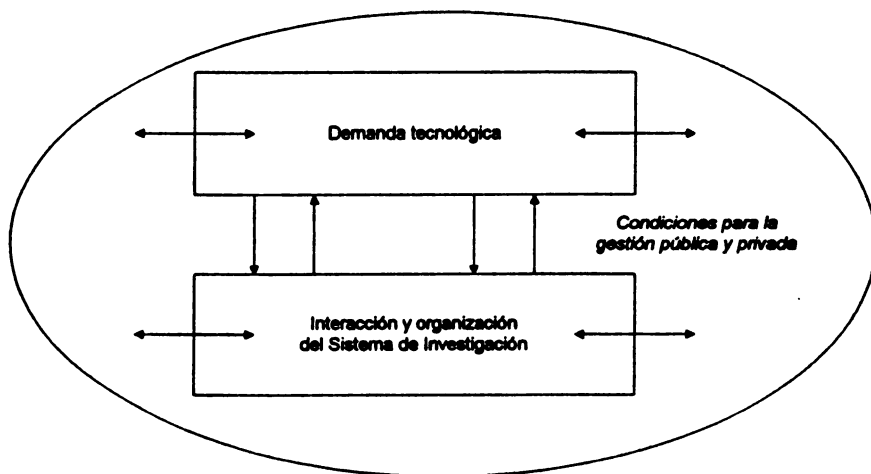 Demanda tecnológica
Condiciones para la
gestión pública y privada
Interacción y organización
del Sistema de Investigación